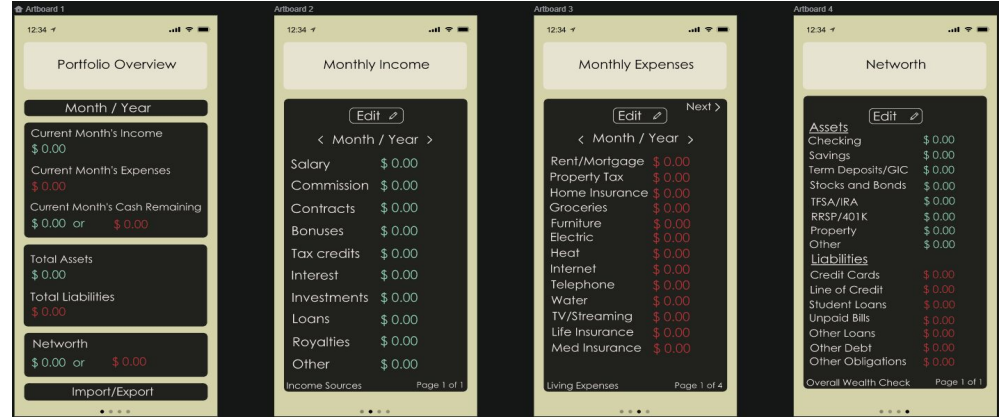 Artboard 1
12:34
Portfolio Overview
Month / Year
Current Month's Income
$ 0.00
Current Month's Expenses
$ 0.00
Current Month's Cash Remaining
$ 0.00 or $ 0.00
Total Assets
$ 0.00
Total Liabilities
$ 0.00
Networth
$ 0.00 or $ 0.00
Import/Export
Artboard 2
12:34
Monthly Income
Edit
< Month / Year >
Salary $ 0.00
Commission $ 0.00
Contracts $ 0.00
Bonuses $ 0.00
Tax credits $ 0.00
Interest $ 0.00
Investments $ 0.00
Loans $ 0.00
Royalties $ 0.00
Other $ 0.00
Income Sources Page 1 of 1
Artboard 3
12:34
Monthly Expenses
Next >
Edit
< Month / Year >
Rent/Mortgage $ 0.00
Property Tax $ 0.00
Home Insurance $ 0.00
Groceries $ 0.00
Furniture $ 0.00
Electric $ 0.00
Heat $ 0.00
Internet $ 0.00
Telephone $ 0.00
Water $ 0.00
TV/Streaming $ 0.00
Life Insurance $ 0.00
Med Insurance $ 0.00
Living Expenses Page 1 of 4
Artboard 4
12:34
Networth
Edit
Assets
Checking $ 0.00
Savings $ 0.00
Term Deposits/GIC $ 0.00
Stocks and Bonds $ 0.00
TFSA/IRA $ 0.00
RRSP/401K $ 0.00
Property $ 0.00
Other $ 0.00
Liabilities
Credit Cards $ 0.00
Line of Credit $ 0.00
Student Loans $ 0.00
Unpaid Bills $ 0.00
Other Loans $ 0.00
Other Debt $ 0.00
Other Obligations $ 0.00
Overall Wealth Check Page 1 of 1